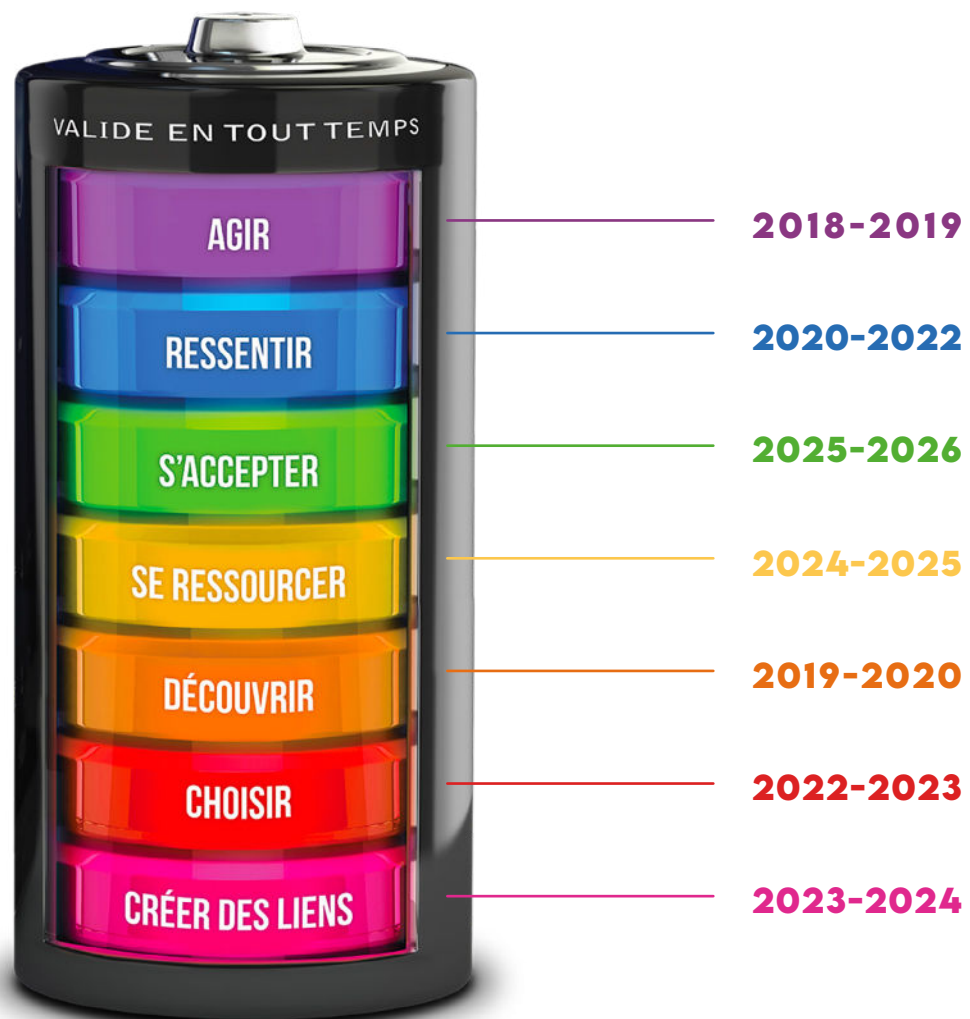 VALIDE EN TOUT TEMPS
AGIR
2018-2019
RESSENTIR
2020-2022
S'ACCEPTER
2025-2026
SE RESSOURCER
2024-2025
DÉCOUVRIR
2019-2020
CHOISIR
2022-2023
CRÉER DES LIENS
2023-2024